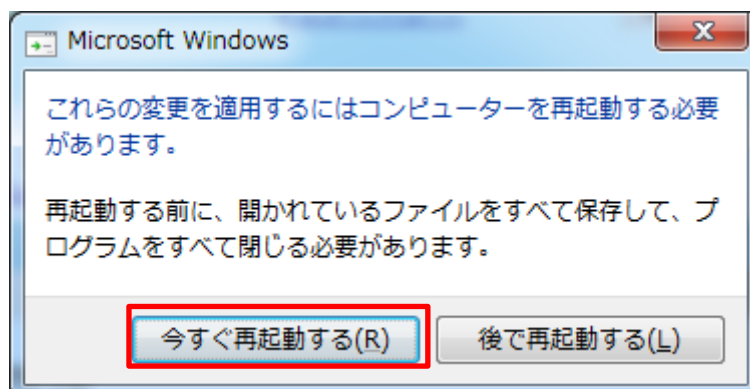 Microsoft Windows
これらの変更を適用するにはコンピューターを再起動する必要
があります。
再起動する前に、開かれているファイルをすべて保存して、プ
ログラムをすべて閉じる必要があります。
今すぐ再起動する(R)
後で再起動する(L)